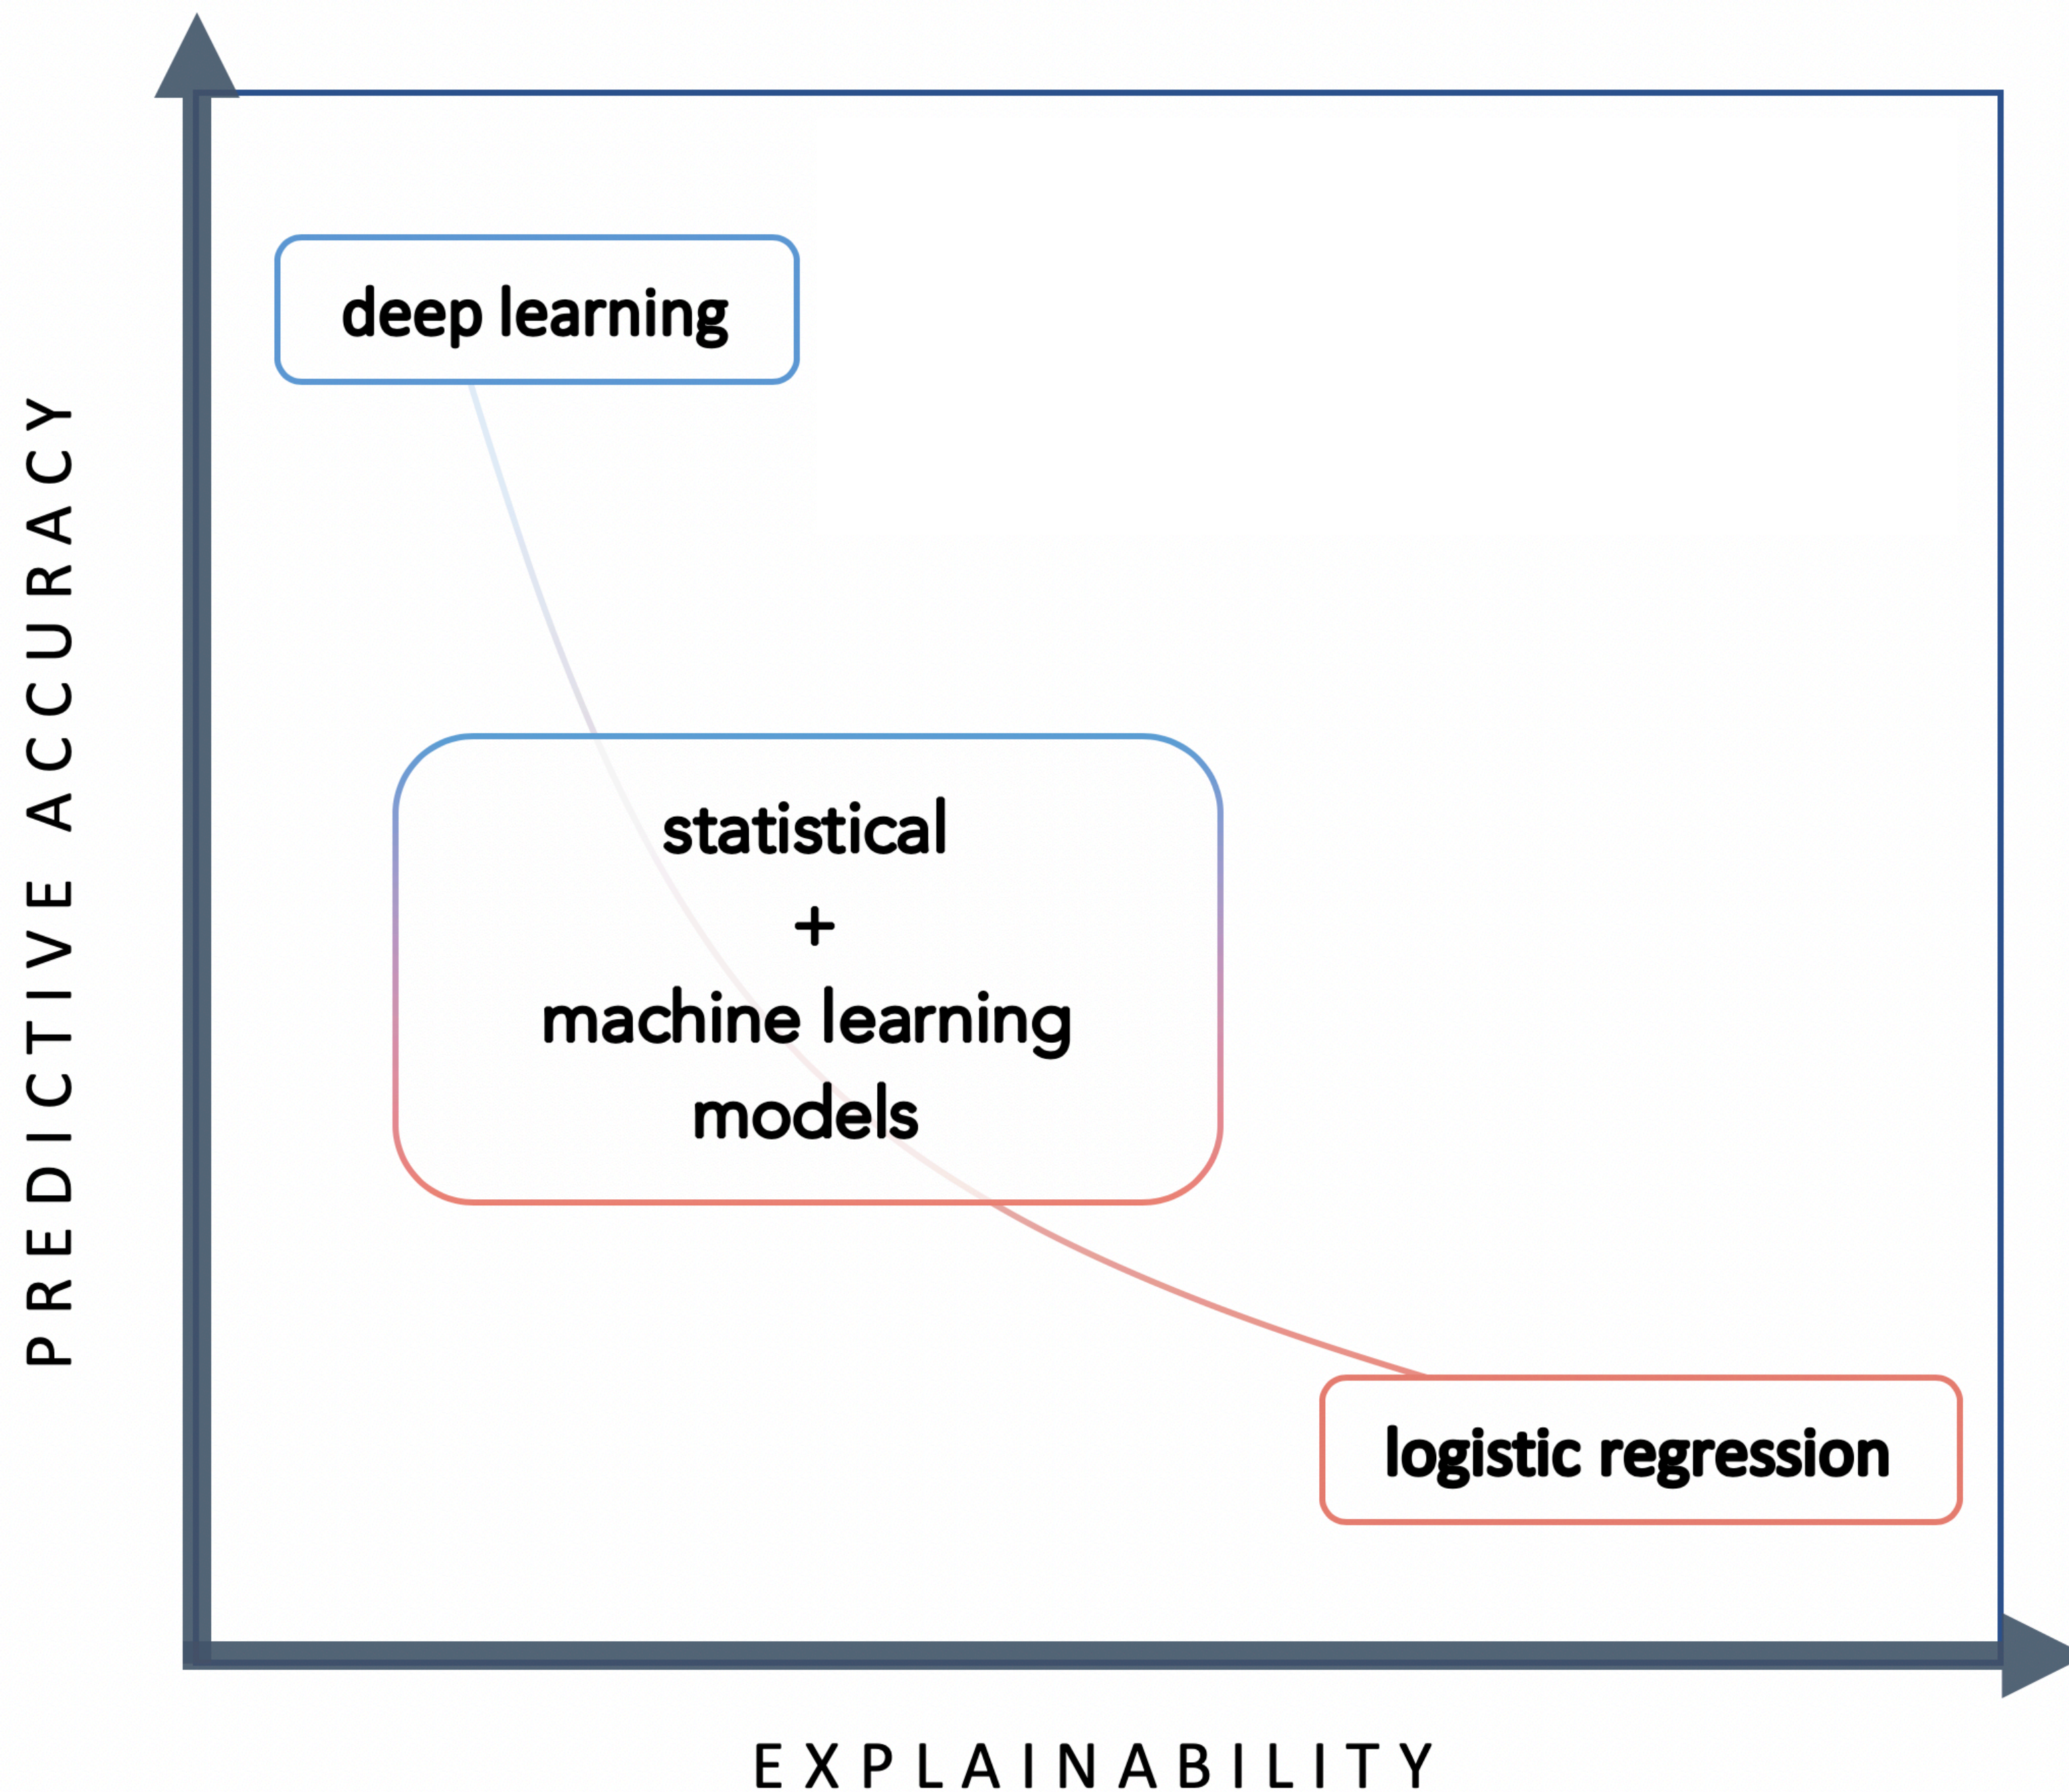 PREDICTIVE ACCURACY
deep learning
statistical
+
machine learning
models
logistic regression
EXPLAINABILITY